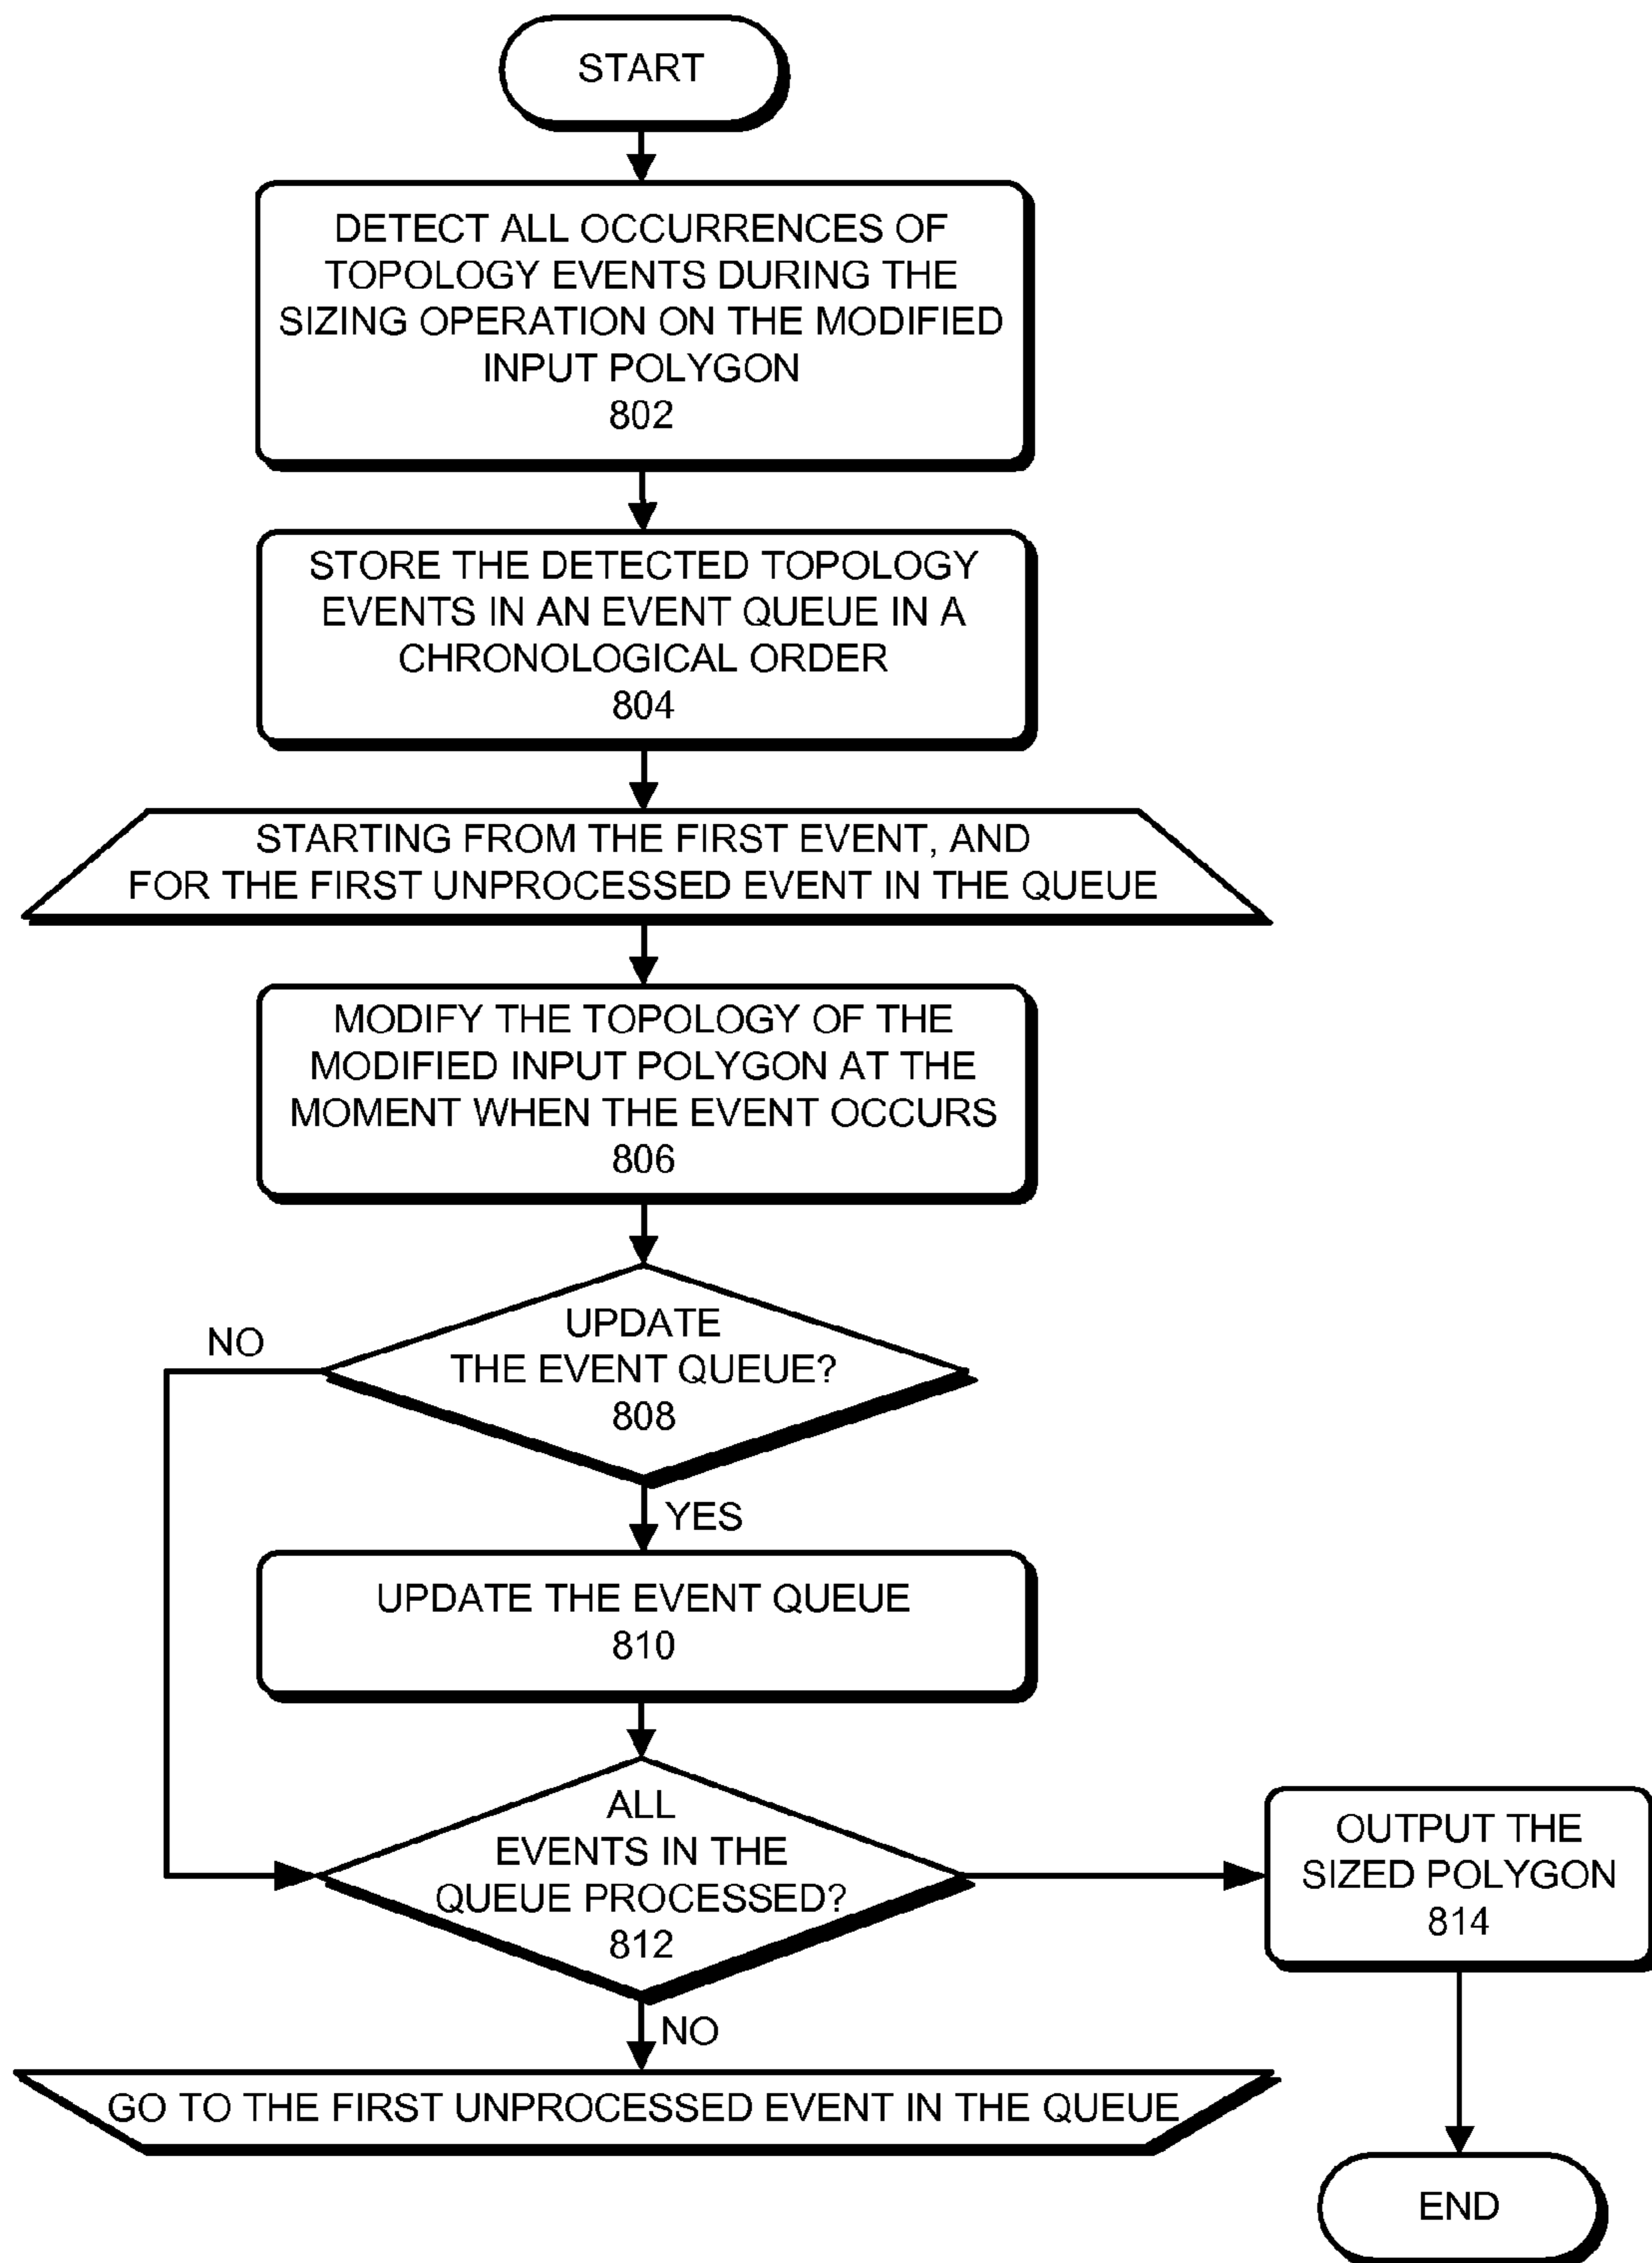 START
DETECT ALL OCCURRENCES OF
TOPOLOGY EVENTS DURING THE
SIZING OPERATION ON THE MODIFIED
INPUT POLYGON
802
STORE THE DETECTED TOPOLOGY
EVENTS IN AN EVENT QUEUE IN A
CHRONOLOGICAL ORDER
804
STARTING FROM THE FIRST EVENT, AND
FOR THE FIRST UNPROCESSED EVENT IN THE QUEUE
MODIFY THE TOPOLOGY OF THE
MODIFIED INPUT POLYGON AT THE
MOMENT WHEN THE EVENT OCCURS
806
UPDATE
THE EVENT QUEUE?
808
NO
YES
UPDATE THE EVENT QUEUE
810
ALL
EVENTS IN THE
QUEUE PROCESSED?
812
OUTPUT THE
SIZED POLYGON
814
NO
GO TO THE FIRST UNPROCESSED EVENT IN THE QUEUE
END